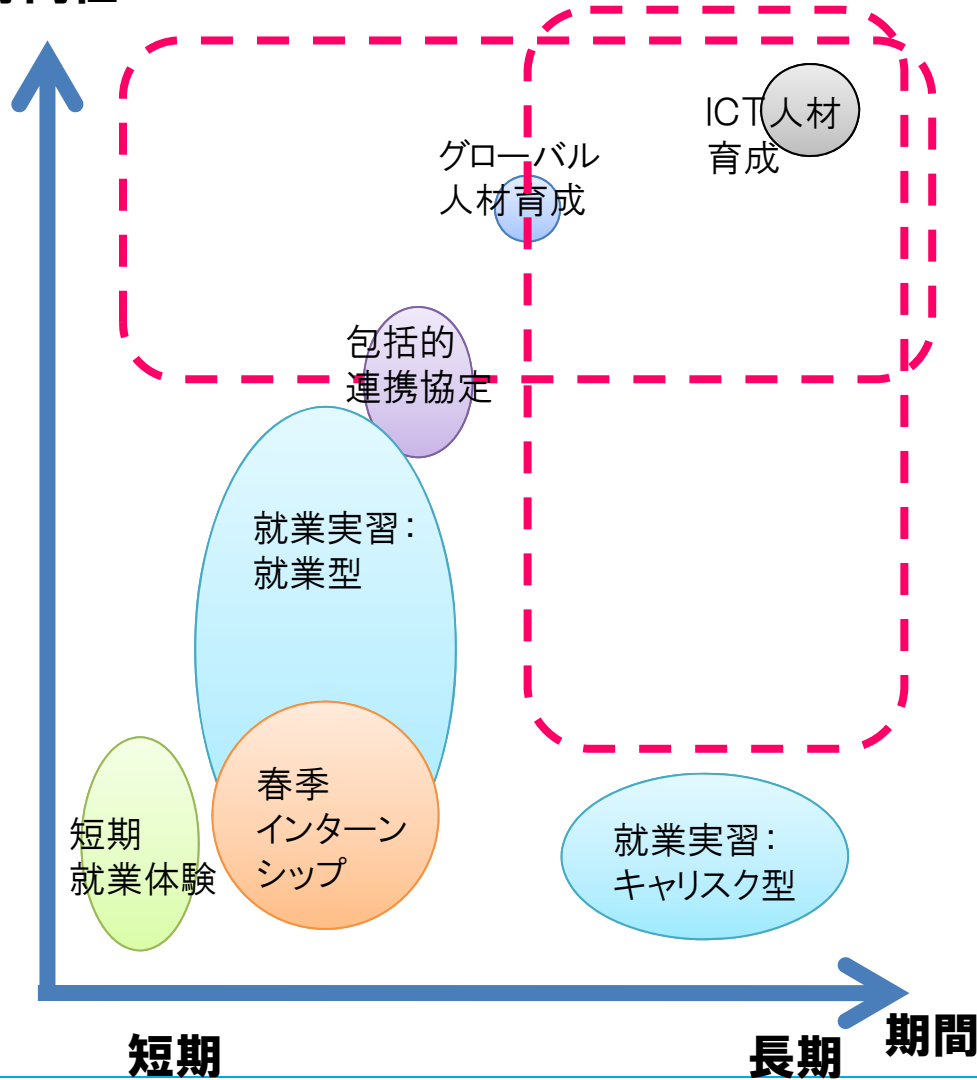 ICT人材
育成
グローバル
人材育成
包括的
連携協定
就業実習：
就業型
春季
インターン
シップ
短期
就業体験
就業実習：
キャリスク型
期間
短期
長期